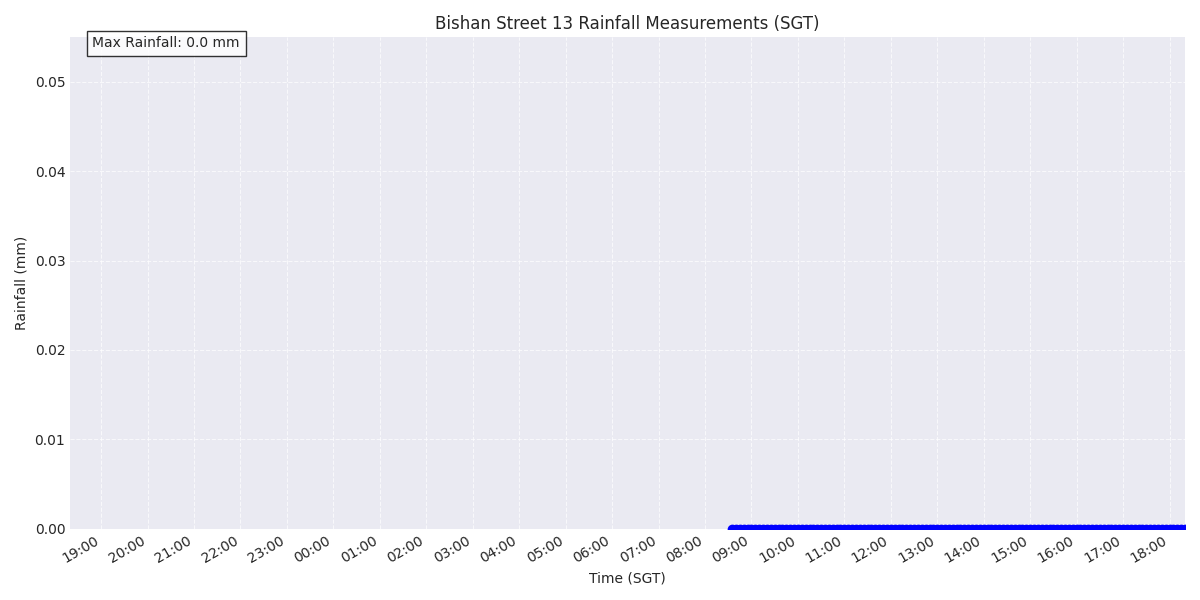 Bishan Street 13 Rainfall Measurements (SGT)
Max Rainfall: 0.0 mm
0.05
0.04
0.03
0.02
0.01
0.00
Rainfall (mm)
19:00 20:00 21:00 22:00 23:00 00:00 01:00 02:00 03:00 04:00 05:00 06:00 07:00 08:00 09:00 10:00 11:00 12:00 13:00 14:00 15:00 16:00 17:00 18:00
Time (SGT)